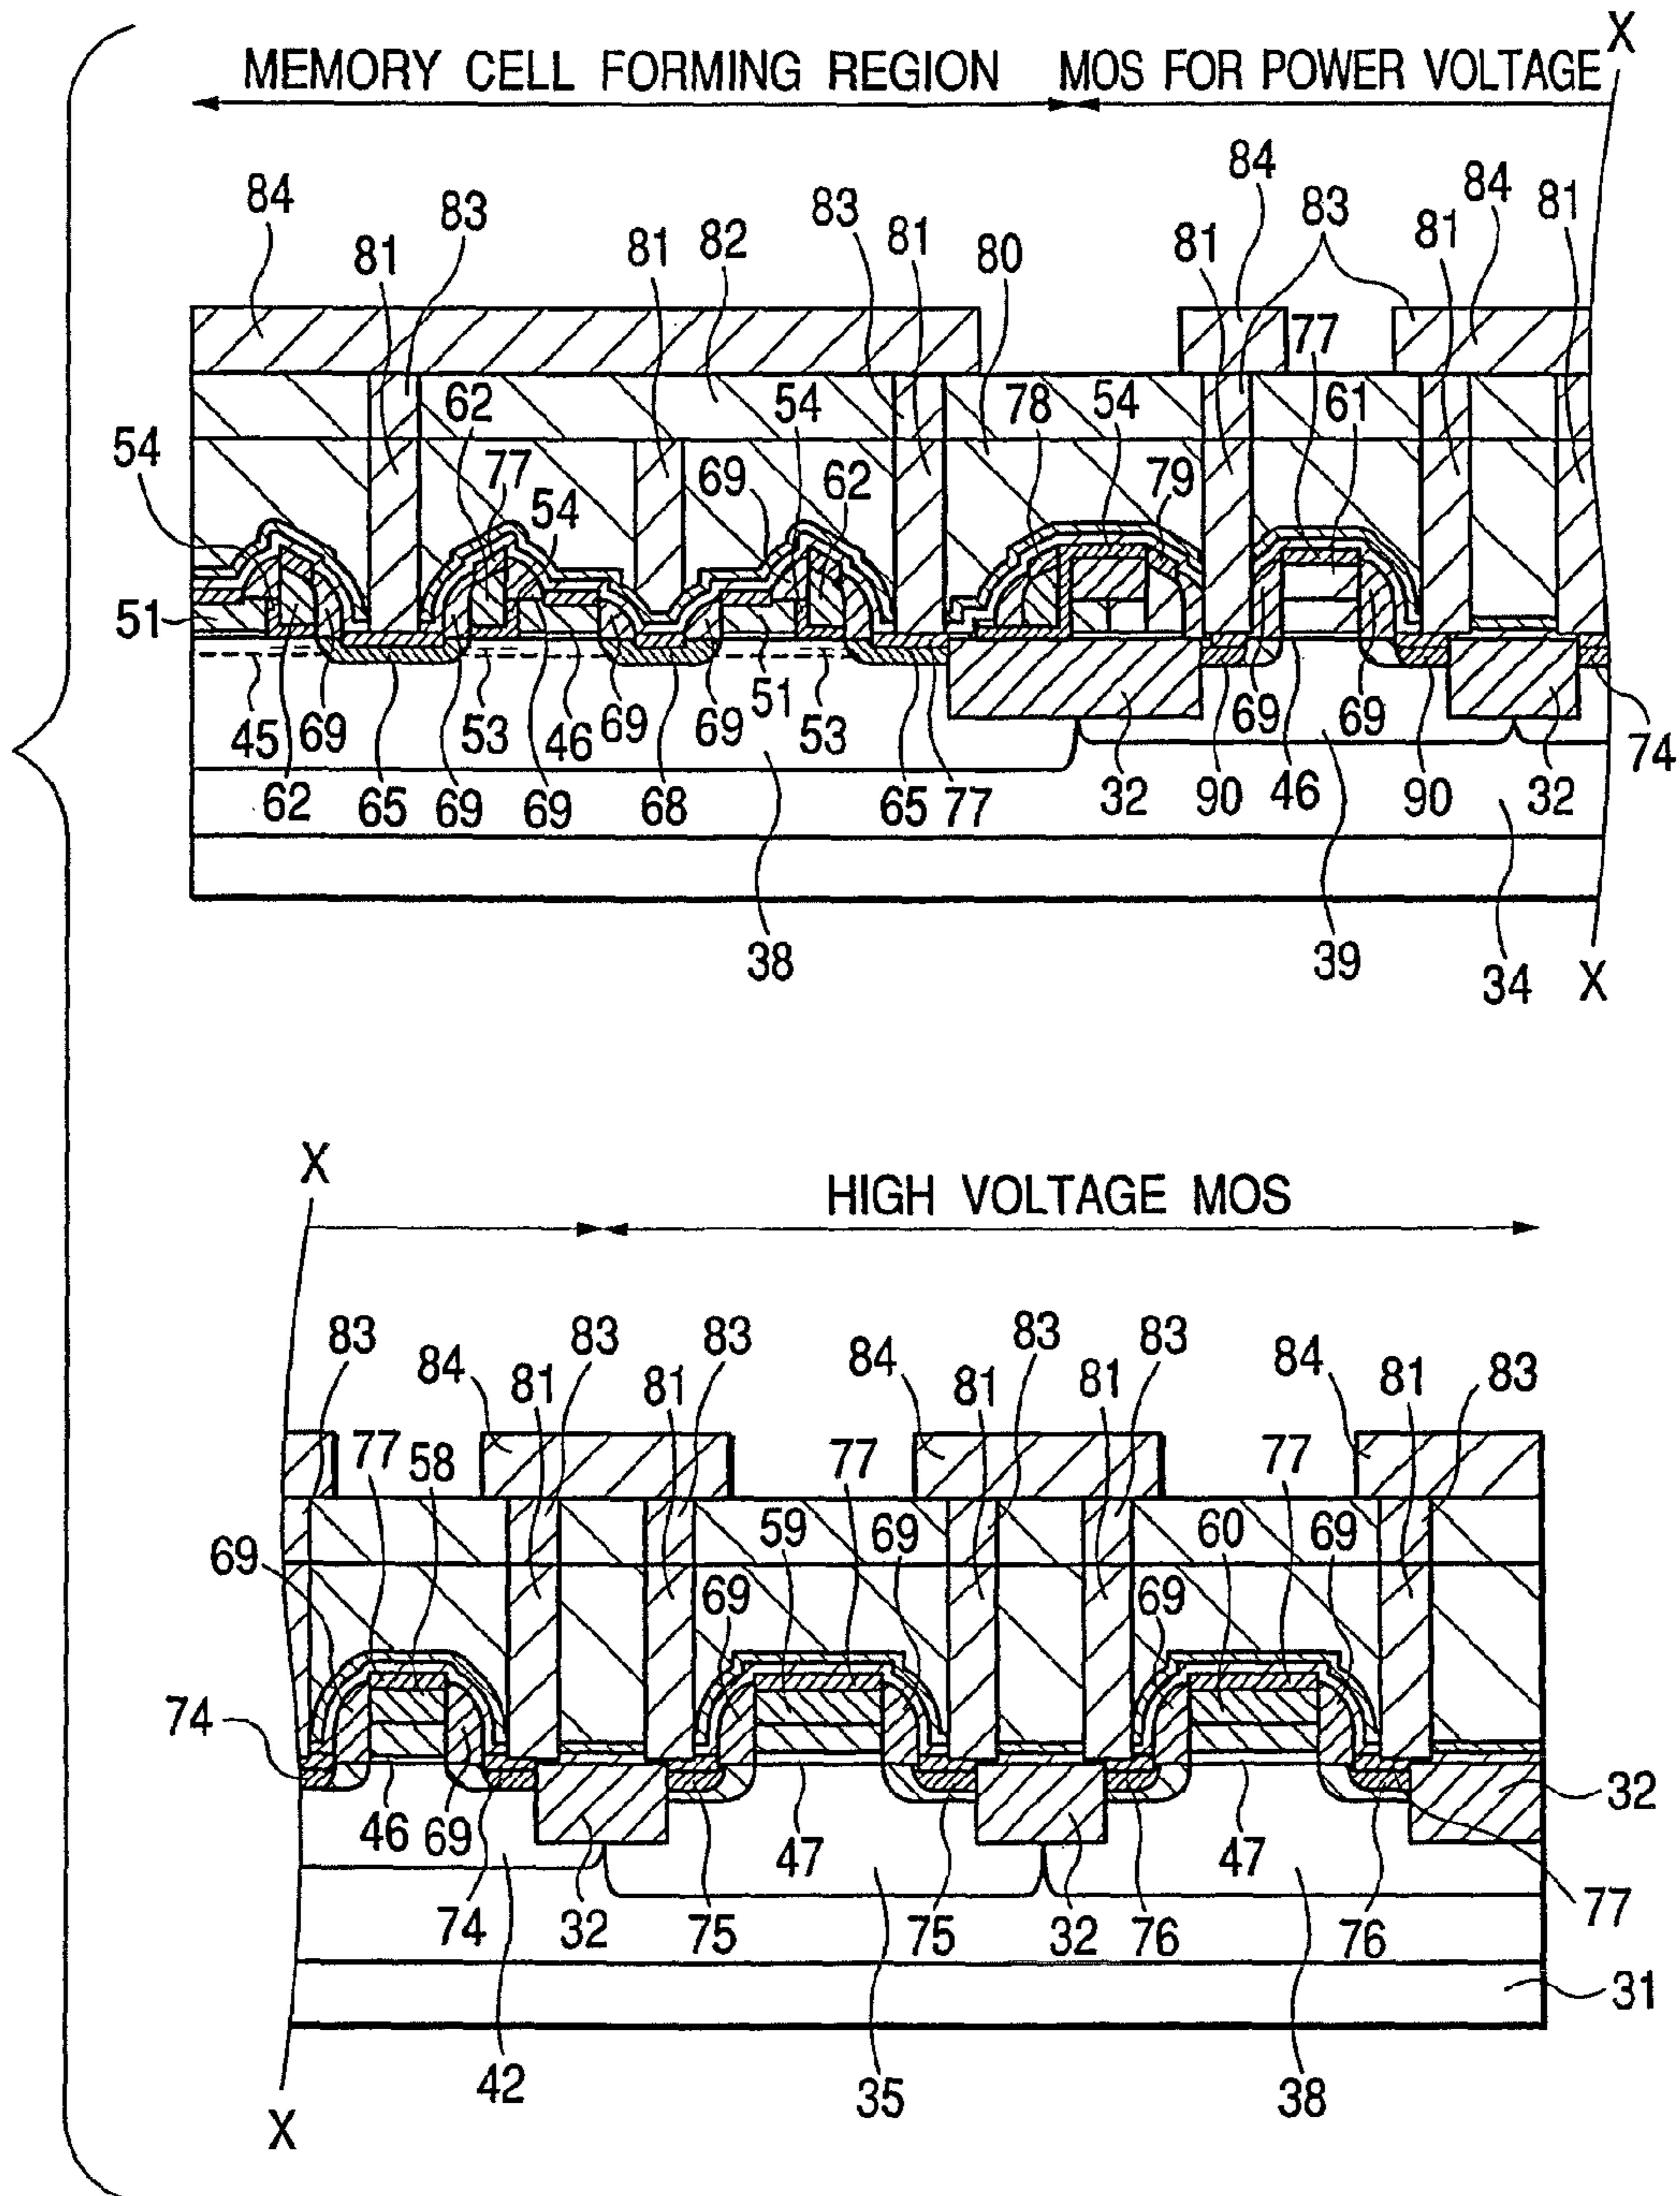 X
MEMORY CELL FORMING REGION MOS FOR POWER VOLTAGE
84
84 83 84
84 83 83 81 81
81 81 82 81 80 81
77
62 54 78 54 61
54 77 69 62 79
54
51
45 69 53 46 69 69 51 53 69 46 69 74
62 65 69 69 68 65 77 32 90 46 90 32
38 39 34 X
X
HIGH VOLTAGE MOS
83 83 83 83 83
84 81 81 84 81 81 84 81 83
77 58 77 77
69 59 69 60 69
69 69
74
32
46 69 47 47
74 32 75 75 32 76 76 77
31
42 35 38
X